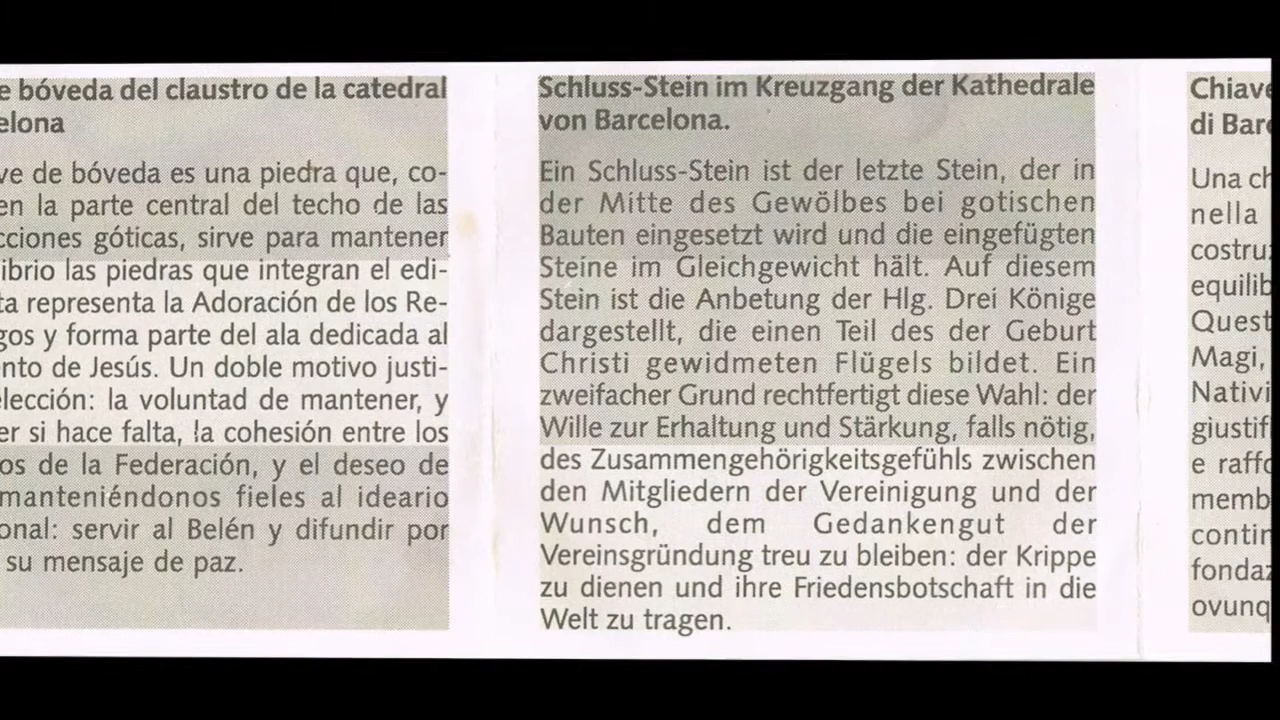 e bóveda del claustro de la catedral
elona
ve de bóveda es una piedra que, co-
en la parte central del techo de las
cciones góticas, sirve para mantener
ibrio las piedras que integran el edi-
ta representa la Adoración de los Re-
gos y forma parte del ala dedicada al
nto de Jesús. Un doble motivo justi-
elección: la voluntad de mantener, y
er si hace falta, la cohesión entre los
os de la Federación, y el deseo de
manteniéndonos fieles al ideario
onal: servir al Belén y difundir por
su mensaje de paz.
Schluss-Stein im Kreuzgang der Kathedrale
von Barcelona.
Ein Schluss-Stein ist der letzte Stein, der in
der Mitte des Gewölbes bei gotischen
Bauten eingesetzt wird und die eingefügten
Steine im Gleichgewicht hält. Auf diesem
Stein ist die Anbetung der Hlg. Drei Könige
dargestellt, die einen Teil des der Geburt
Christi gewidmeten Flügels bildet. Ein
zweifacher Grund rechtfertigt diese Wahl: der
Wille zur Erhaltung und Stärkung, falls nötig,
des Zusammengehörigkeitsgefühls zwischen
den Mitgliedern der Vereinigung und der
Wunsch, dem Gedankengut der
Vereinsgründung treu zu bleiben: der Krippe
zu dienen und ihre Friedensbotschaft in die
Welt zu tragen.
Chiave
di Barc
Una ch
nella
costru
equilib
Quest
Magi,
Nativi
giustif
e raffo
memb
contin
fondaz
ovunq